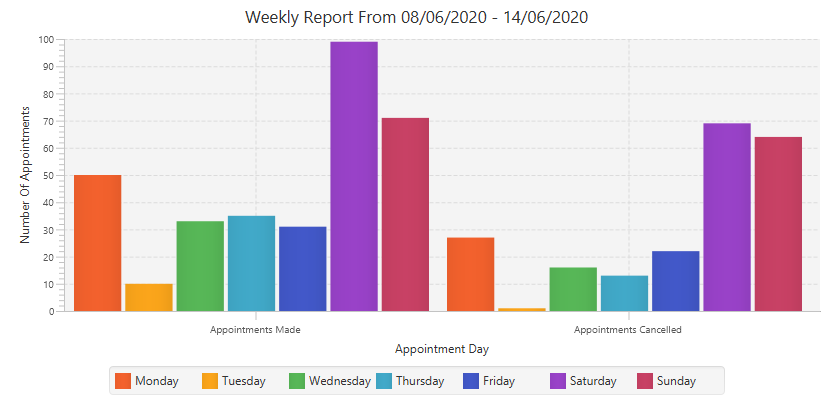 Weekly Report From 08/06/2020 - 14/06/2020
100
90
80
70
60
50
40
30
20
10
0
Number Of Appointments
Appointments Made Appointments Cancelled
Appointment Day
Monday Tuesday Wednesday Thursday Friday Saturday Sunday